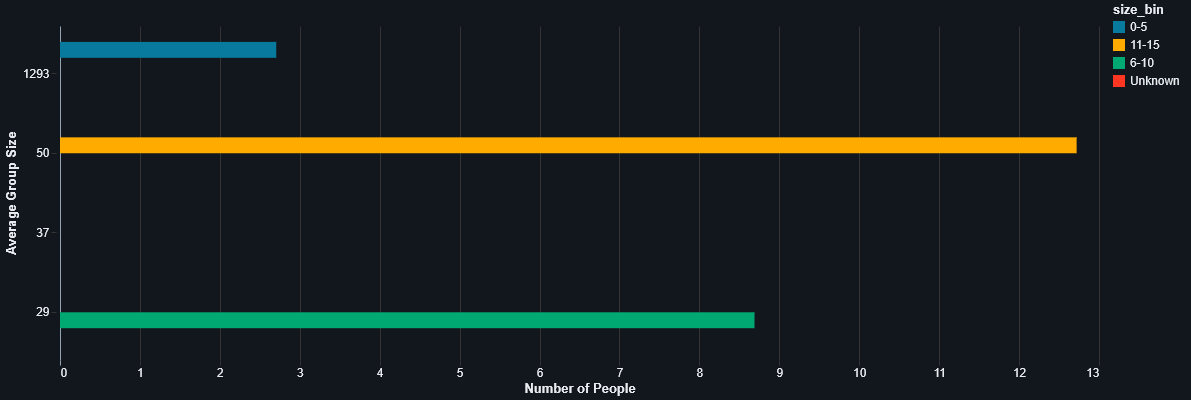 size_bin
0-5
11-15
6-10
Unknown
Average Group Size
1293
50
37
29
0 1 2 3 4 5 6 7 8 9 10 11 12 13
Number of People